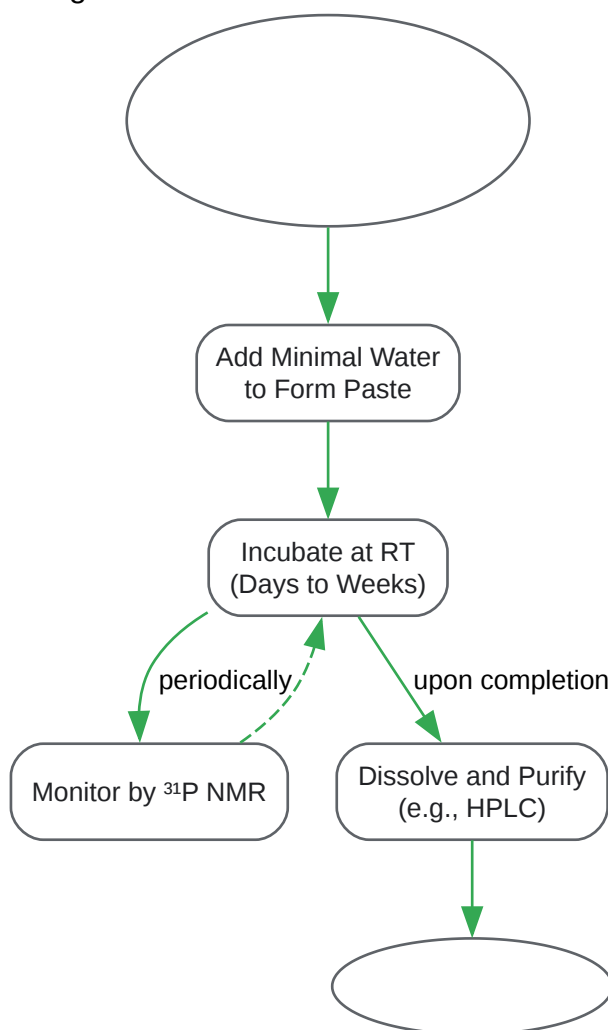 Add Minimal Water
to Form Paste
Incubate at RT
(Days to Weeks)
periodically
upon completion
Monitor by ³¹P NMR
Dissolve and Purify
(e.g., HPLC)